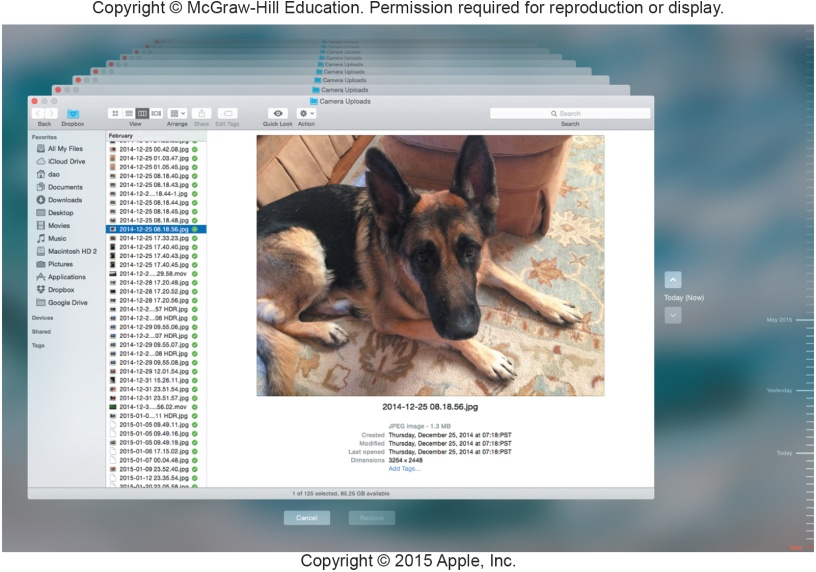 Copyright © McGraw-Hill Education. Permission required for reproduction or display.
Camera Uploads
Camera Uploads
Camera Uploads
Camera Uploads
Camera Uploads
Camera Uploads
Search
Back Dropbox View Arrange Share Edit Tags Quick Look Action Search
Favorites
All My Files
iCloud Drive
dao
Documents
Downloads
Desktop
Movies
Music
Macintosh HD 2
Pictures
Applications
Dropbox
Google Drive
Devices
Shared
Tags
February
2014-12-25 00.42.08.jpg
2014-12-25 01.03.47.jpg
2014-12-25 01.05.45.jpg
2014-12-25 08.18.40.jpg
2014-12-25 08.18.43.jpg
2014-12-2...18.44-1.jpg
2014-12-25 08.18.44.jpg
2014-12-25 08.18.45.jpg
2014-12-25 08.18.48.jpg
2014-12-25 08.18.56.jpg
2014-12-25 17.33.23.jpg
2014-12-25 17.40.40.jpg
2014-12-25 17.40.43.jpg
2014-12-25 17.40.45.jpg
2014-12-2....29.58.mov
2014-12-28 17.20.49.jpg
2014-12-28 17.20.52.jpg
2014-12-28 17.20.56.jpg
2014-12-2...57 HDR.jpg
2014-12-2...06 HDR.jpg
2014-12-29 09.55.06.jpg
2014-12-2...07 HDR.jpg
2014-12-29 09.55.07.jpg
2014-12-2...08 HDR.jpg
2014-12-29 09.55.08.jpg
2014-12-29 12.01.54.jpg
2014-12-31 15.26.11.jpg
2014-12-31 23.51.54.jpg
2014-12-31 23.51.57.jpg
2014-12-3....56.02.mov
2015-01-0...11 HDR.jpg
2015-01-05 09.49.11.jpg
2015-01-05 09.49.16.jpg
2015-01-05 09.49.19.jpg
2015-01-06 17.15.02.jpg
2015-01-07 00.04.48.jpg
2015-01-09 23.52.40.jpg
2015-01-12 23.35.54.jpg
2015-01-20 22.05.58.jpg
2014-12-25 08.18.56.jpg
JPEG image - 1.3 MB
Created Thursday, December 25, 2014 at 07:18:PST
Modified Thursday, December 25, 2014 at 07:18:PST
Last opened Thursday, December 25, 2014 at 07:18:PST
Dimensions 3264 × 2448
Add Tags...
1 of 125 selected, 85.25 GB available
Today (Now)
May 2015
Yesterday
Today
Cancel Restore
Copyright © 2015 Apple, Inc.